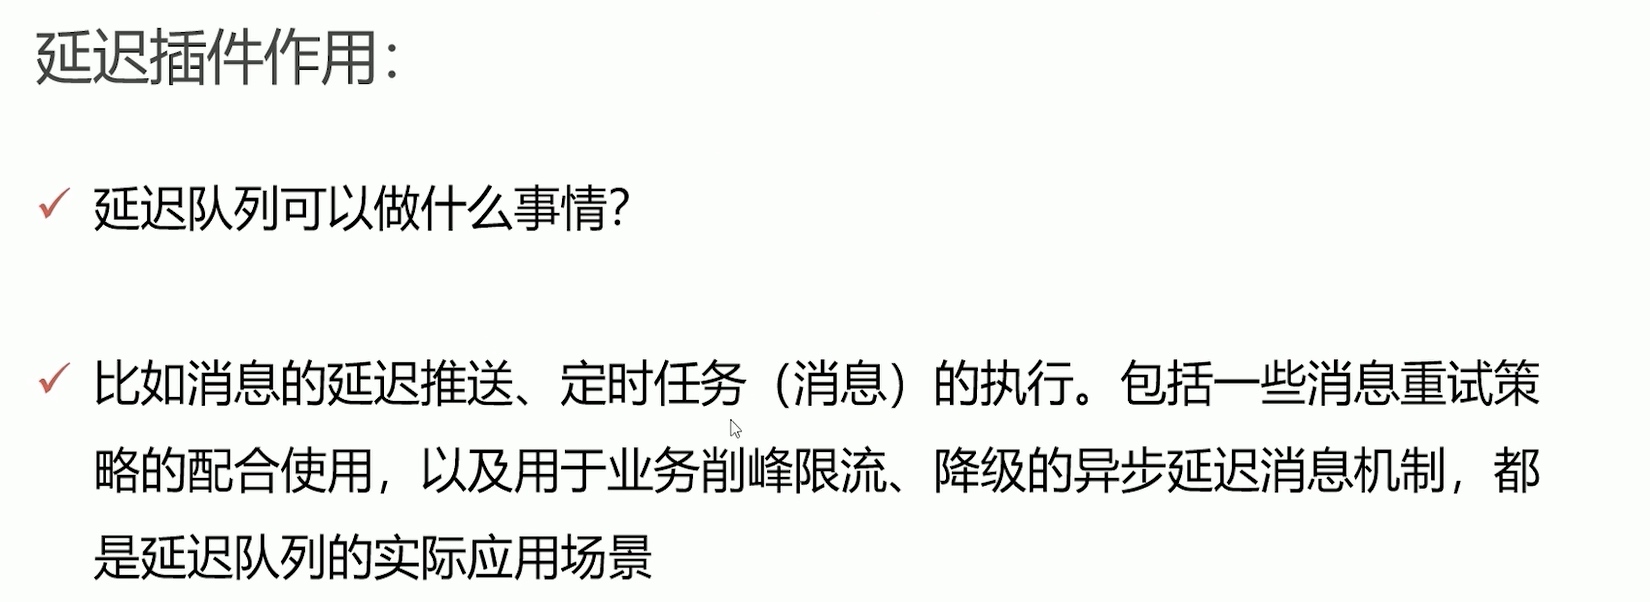 延迟插件作用：
延迟队列可以做什么事情？
比如消息的延迟推送、定时任务（消息）的执行。包括一些消息重试策
略的配合使用，以及用于业务削峰限流、降级的异步延迟消息机制，都
是延迟队列的实际应用场景